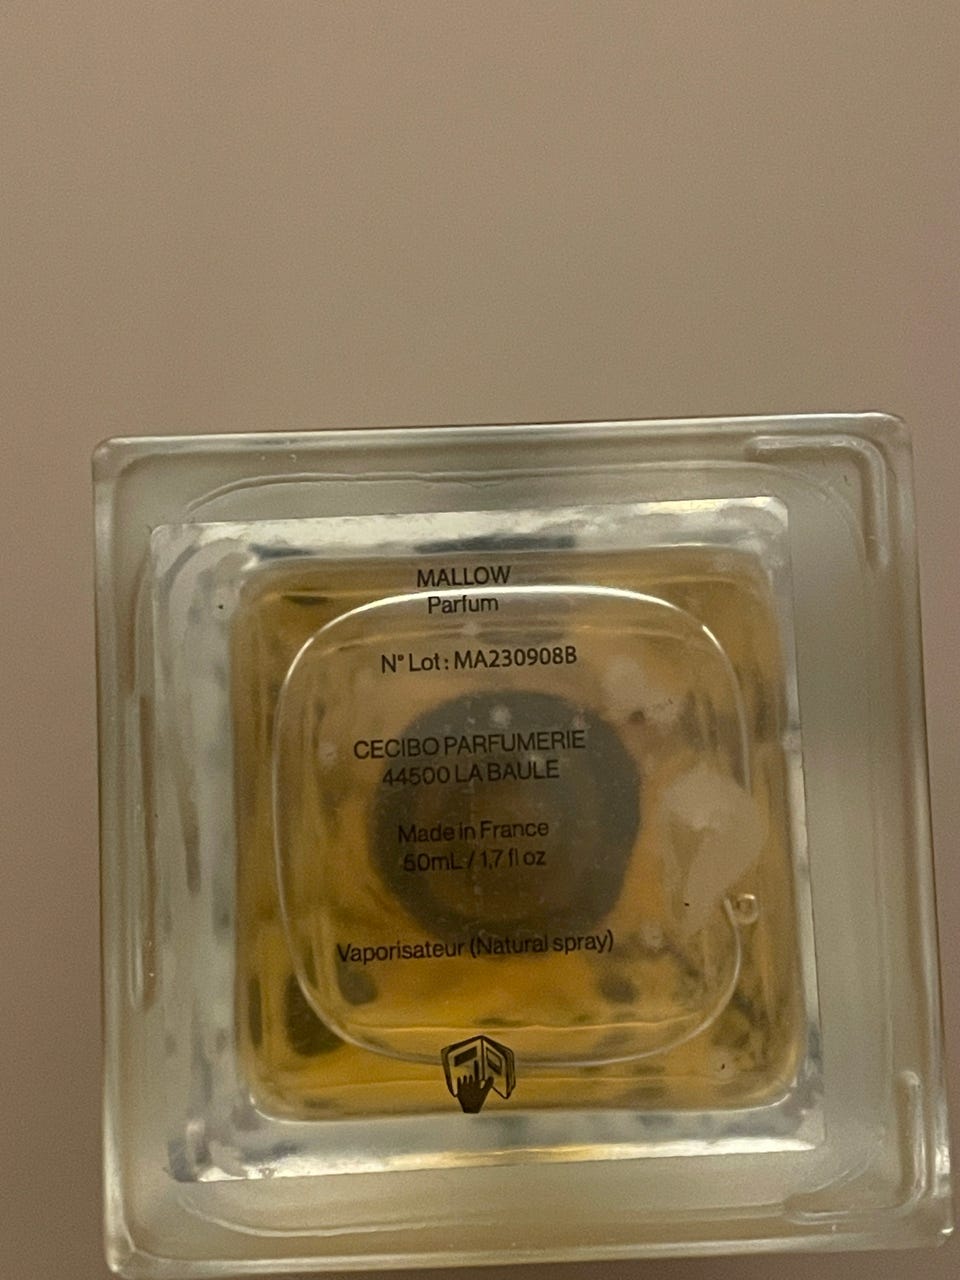 MALLOW
Parfum
N° Lot : MA230908B
CECIBO PARFUMERIE
44500 LA BAULE
Made in France
50mL / 1,7 fl oz
Vaporisateur (Natural spray)